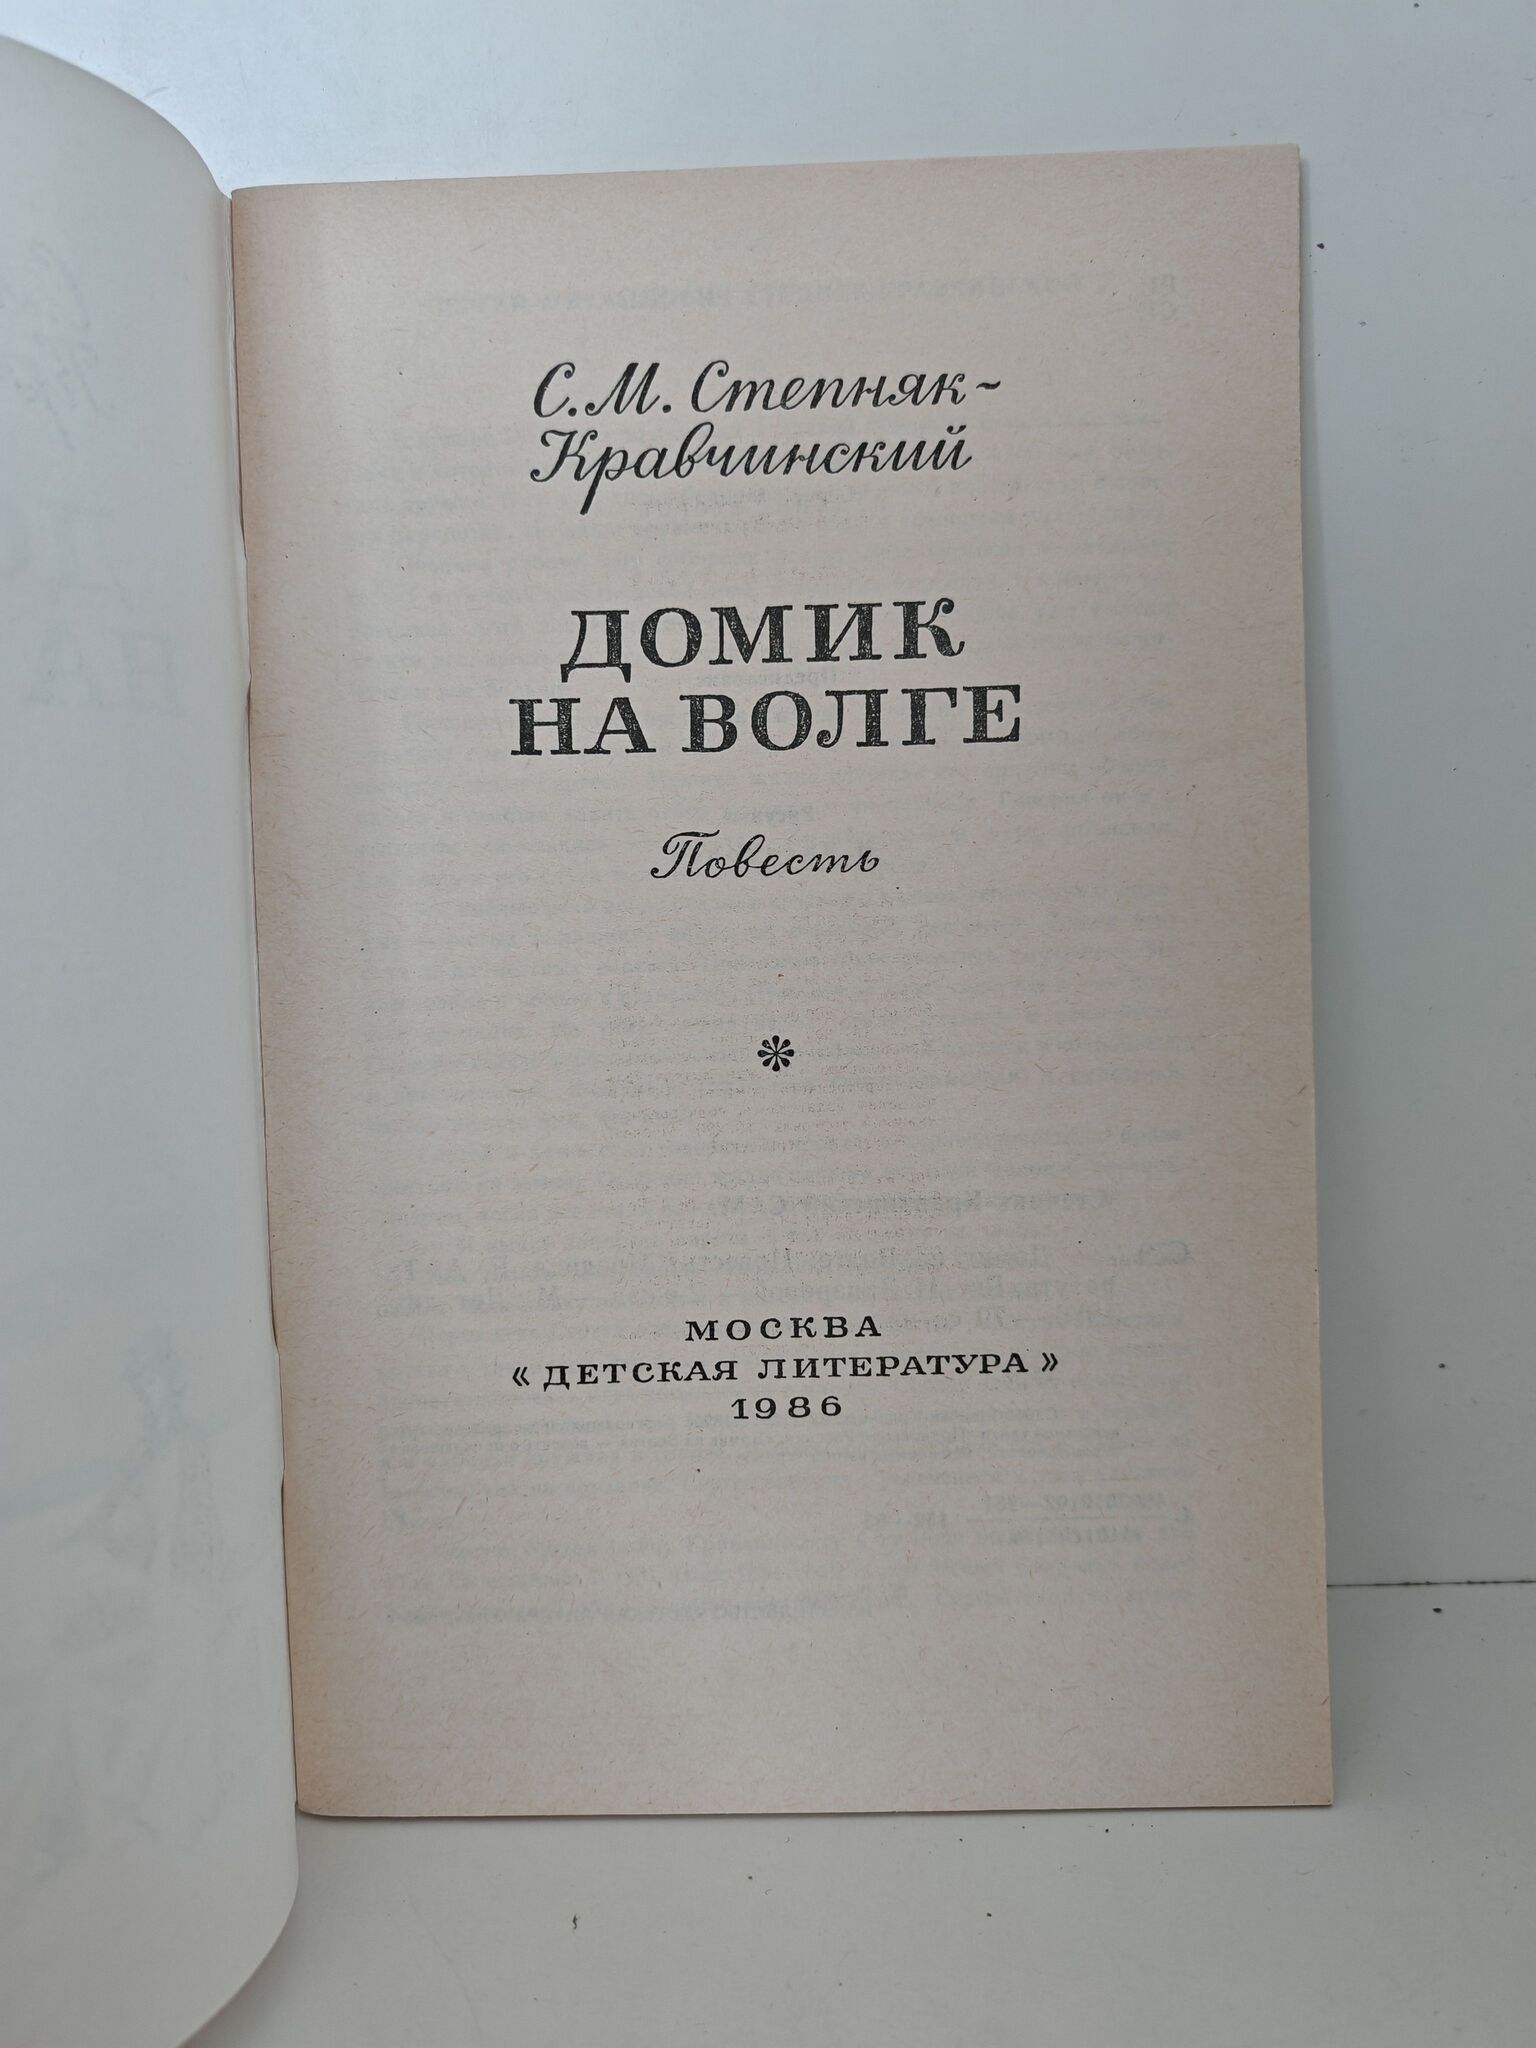 С. М. Степняк-
Кравчинский
ДОМИК
НА ВОЛГЕ
Повесть
МОСКВА
«ДЕТСКАЯ ЛИТЕРАТУРА»
1986